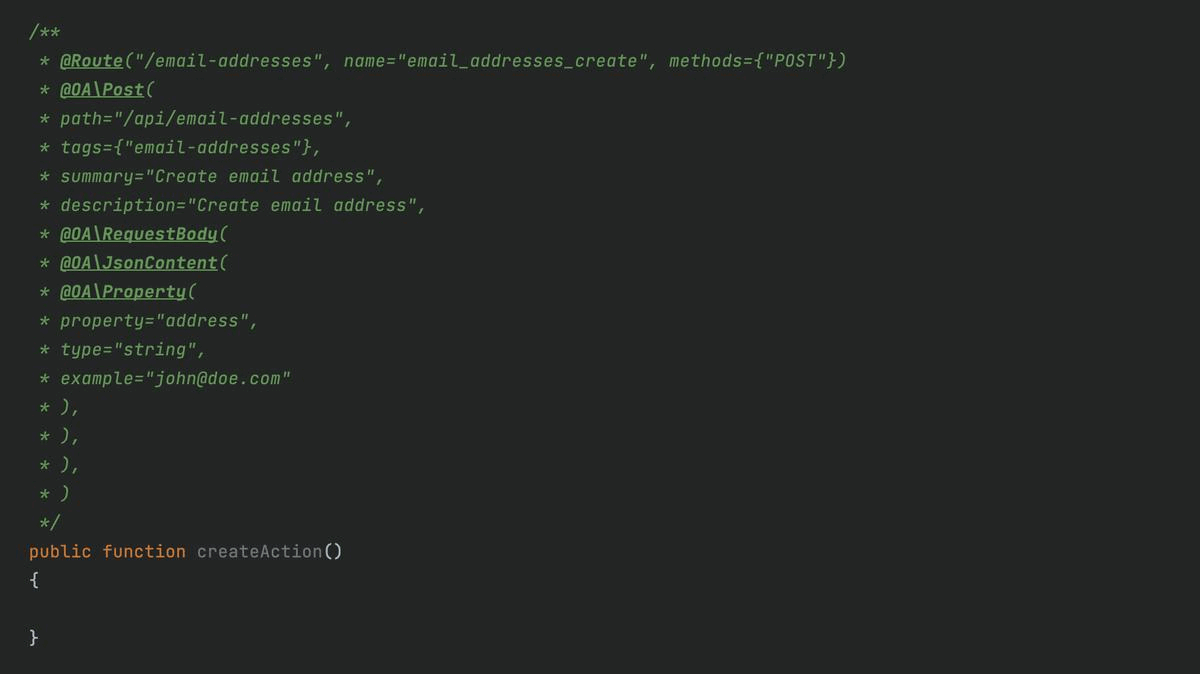 /**
 * @Route("/email-addresses", name="email_addresses_create", methods={"POST"})
 * @OA\Post(
 * path="/api/email-addresses",
 * tags={"email-addresses"},
 * summary="Create email address",
 * description="Create email address",
 * @OA\RequestBody(
 * @OA\JsonContent(
 * @OA\Property(
 * property="address",
 * type="string",
 * example="john@doe.com"
 * ),
 * ),
 * ),
 * )
 */
public function createAction()
{
}